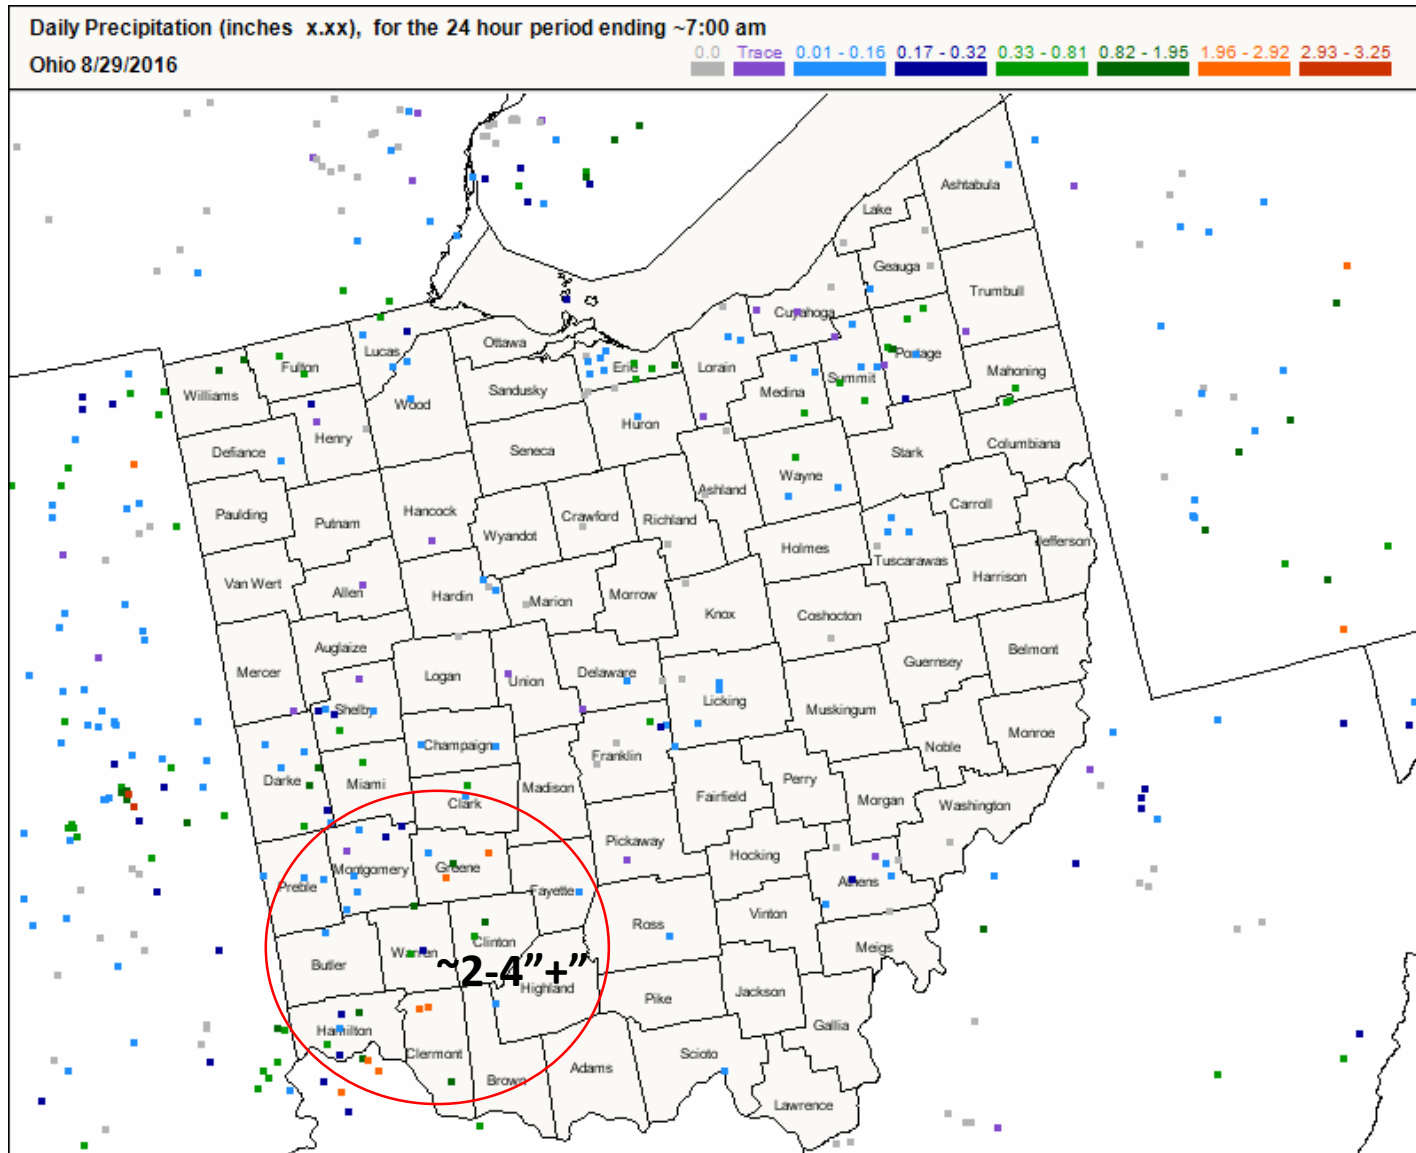 Daily Precipitation (inches x.xx), for the 24 hour period ending ~7:00 am
Ohio 8/29/2016
0.0 Trace 0.01 - 0.16 0.17 - 0.32 0.33 - 0.81 0.82 - 1.95 1.96 - 2.92 2.93 - 3.25
Ashtabula
Lake
Geauga
Trumbull
Cuyahoga
Ottawa
Lucas
Fulton
Williams
Erie
Lorain
Portage
Mahoning
Summit
Medina
Sandusky
Wood
Huron
Henry
Defiance
Seneca
Stark
Columbiana
Wayne
Ashland
Carroll
Paulding
Putnam
Hancock
Crawford
Richland
Wyandot
Jefferson
Holmes
Tuscarawas
Harrison
Van Wert
Allen
Hardin
Marion
Morrow
Knox
Coshocton
Auglaize
Belmont
Guernsey
Mercer
Logan
Union
Delaware
Licking
Muskingum
Shelby
Monroe
Noble
Champaign
Franklin
Darke
Miami
Madison
Perry
Fairfield
Morgan
Washington
Clark
Pickaway
Hocking
Montgomery
Greene
Athens
Preble
Fayette
Vinton
Ross
Clinton
Warren
Meigs
Butler
~2-4”+”
Highland
Pike
Jackson
Gallia
Hamilton
Clermont
Scioto
Adams
Brown
Lawrence